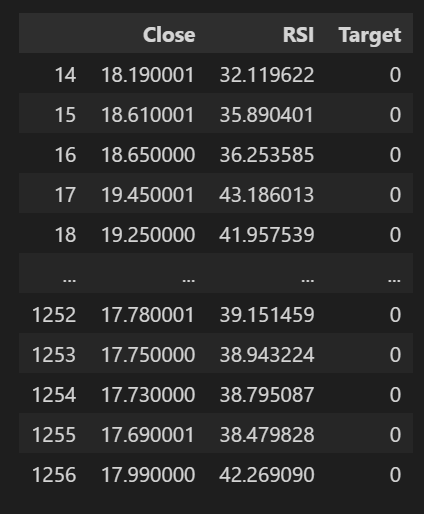 Close RSI Target
14 18.190001 32.119622 0
15 18.610001 35.890401 0
16 18.650000 36.253585 0
17 19.450001 43.186013 0
18 19.250000 41.957539 0
... ... ... ...
1252 17.780001 39.151459 0
1253 17.750000 38.943224 0
1254 17.730000 38.795087 0
1255 17.690001 38.479828 0
1256 17.990000 42.269090 0